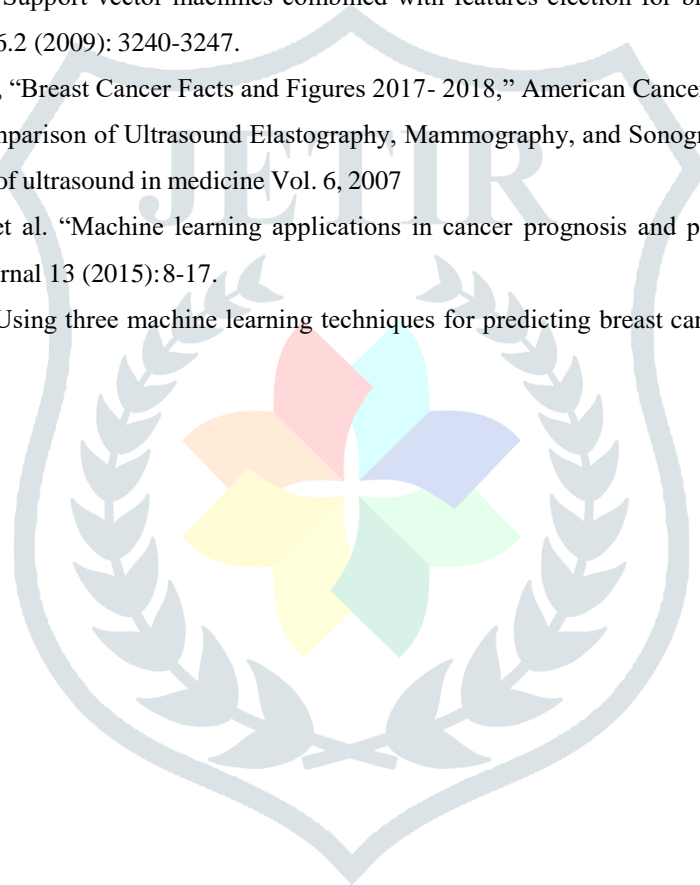 Support vector machines combined with features election for br
6.2 (2009): 3240-3247.
, “Breast Cancer Facts and Figures 2017- 2018,” American Cancer
mparison of Ultrasound Elastography, Mammography, and Sonogr
of ultrasound in medicine Vol. 6, 2007
et al. “Machine learning applications in cancer prognosis and p
rnal 13 (2015):8-17.
Using three machine learning techniques for predicting breast can
JETIR